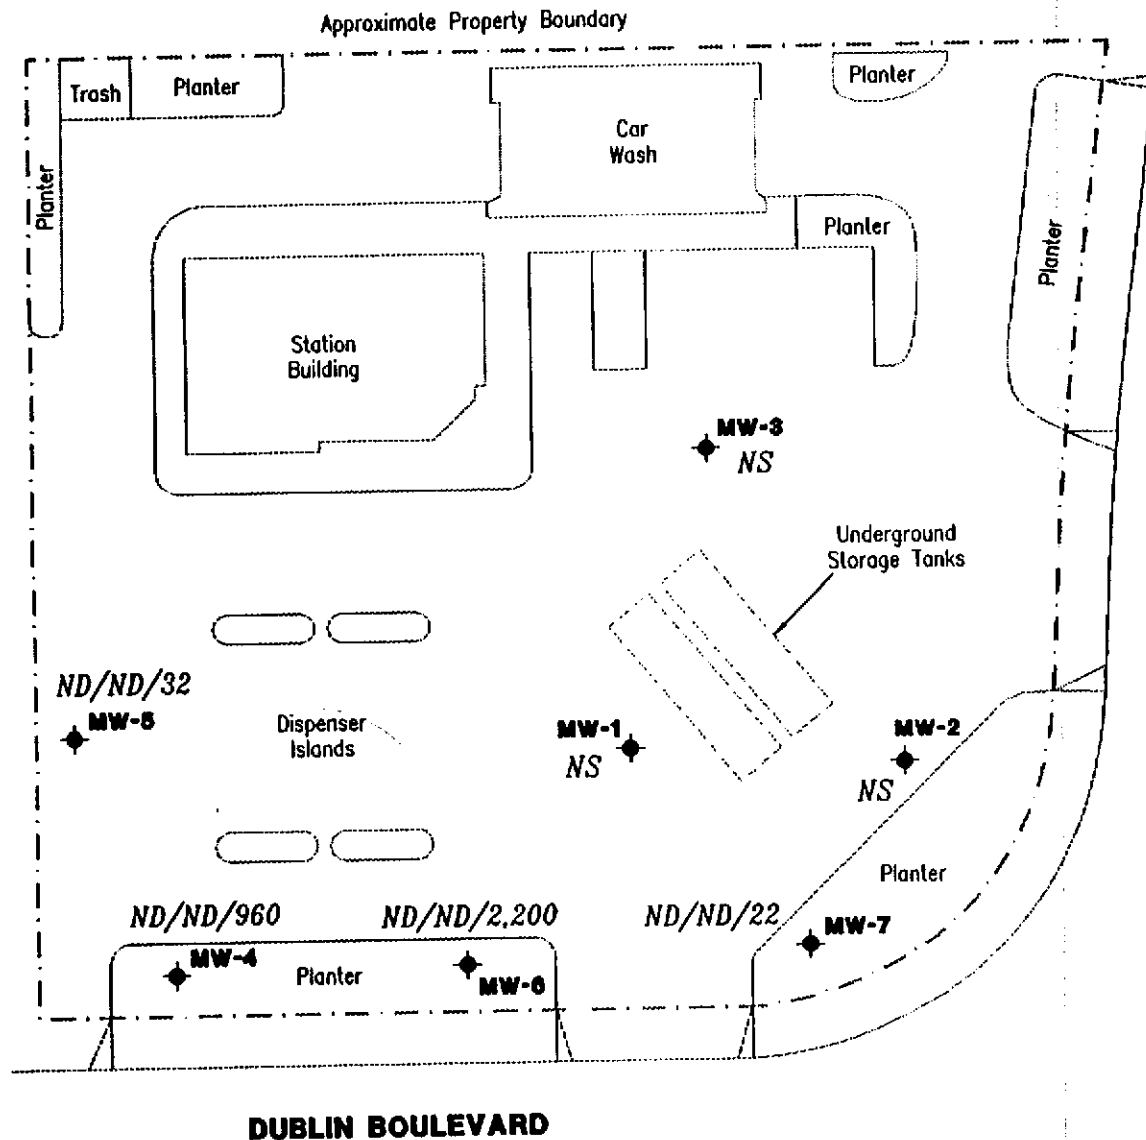 Approximate Property Boundary
Trash
Planter
Planter
Planter
Car
Wash
Planter
Planter
Station
Building
MW-3
NS
Underground
Storage Tanks
ND/ND/32
MW-5
Dispenser
Islands
MW-1
NS
MW-2
NS
Planter
ND/ND/960
ND/ND/2,200
ND/ND/22
MW-7
MW-4
Planter
MW-6
DUBLIN BOULEVARD